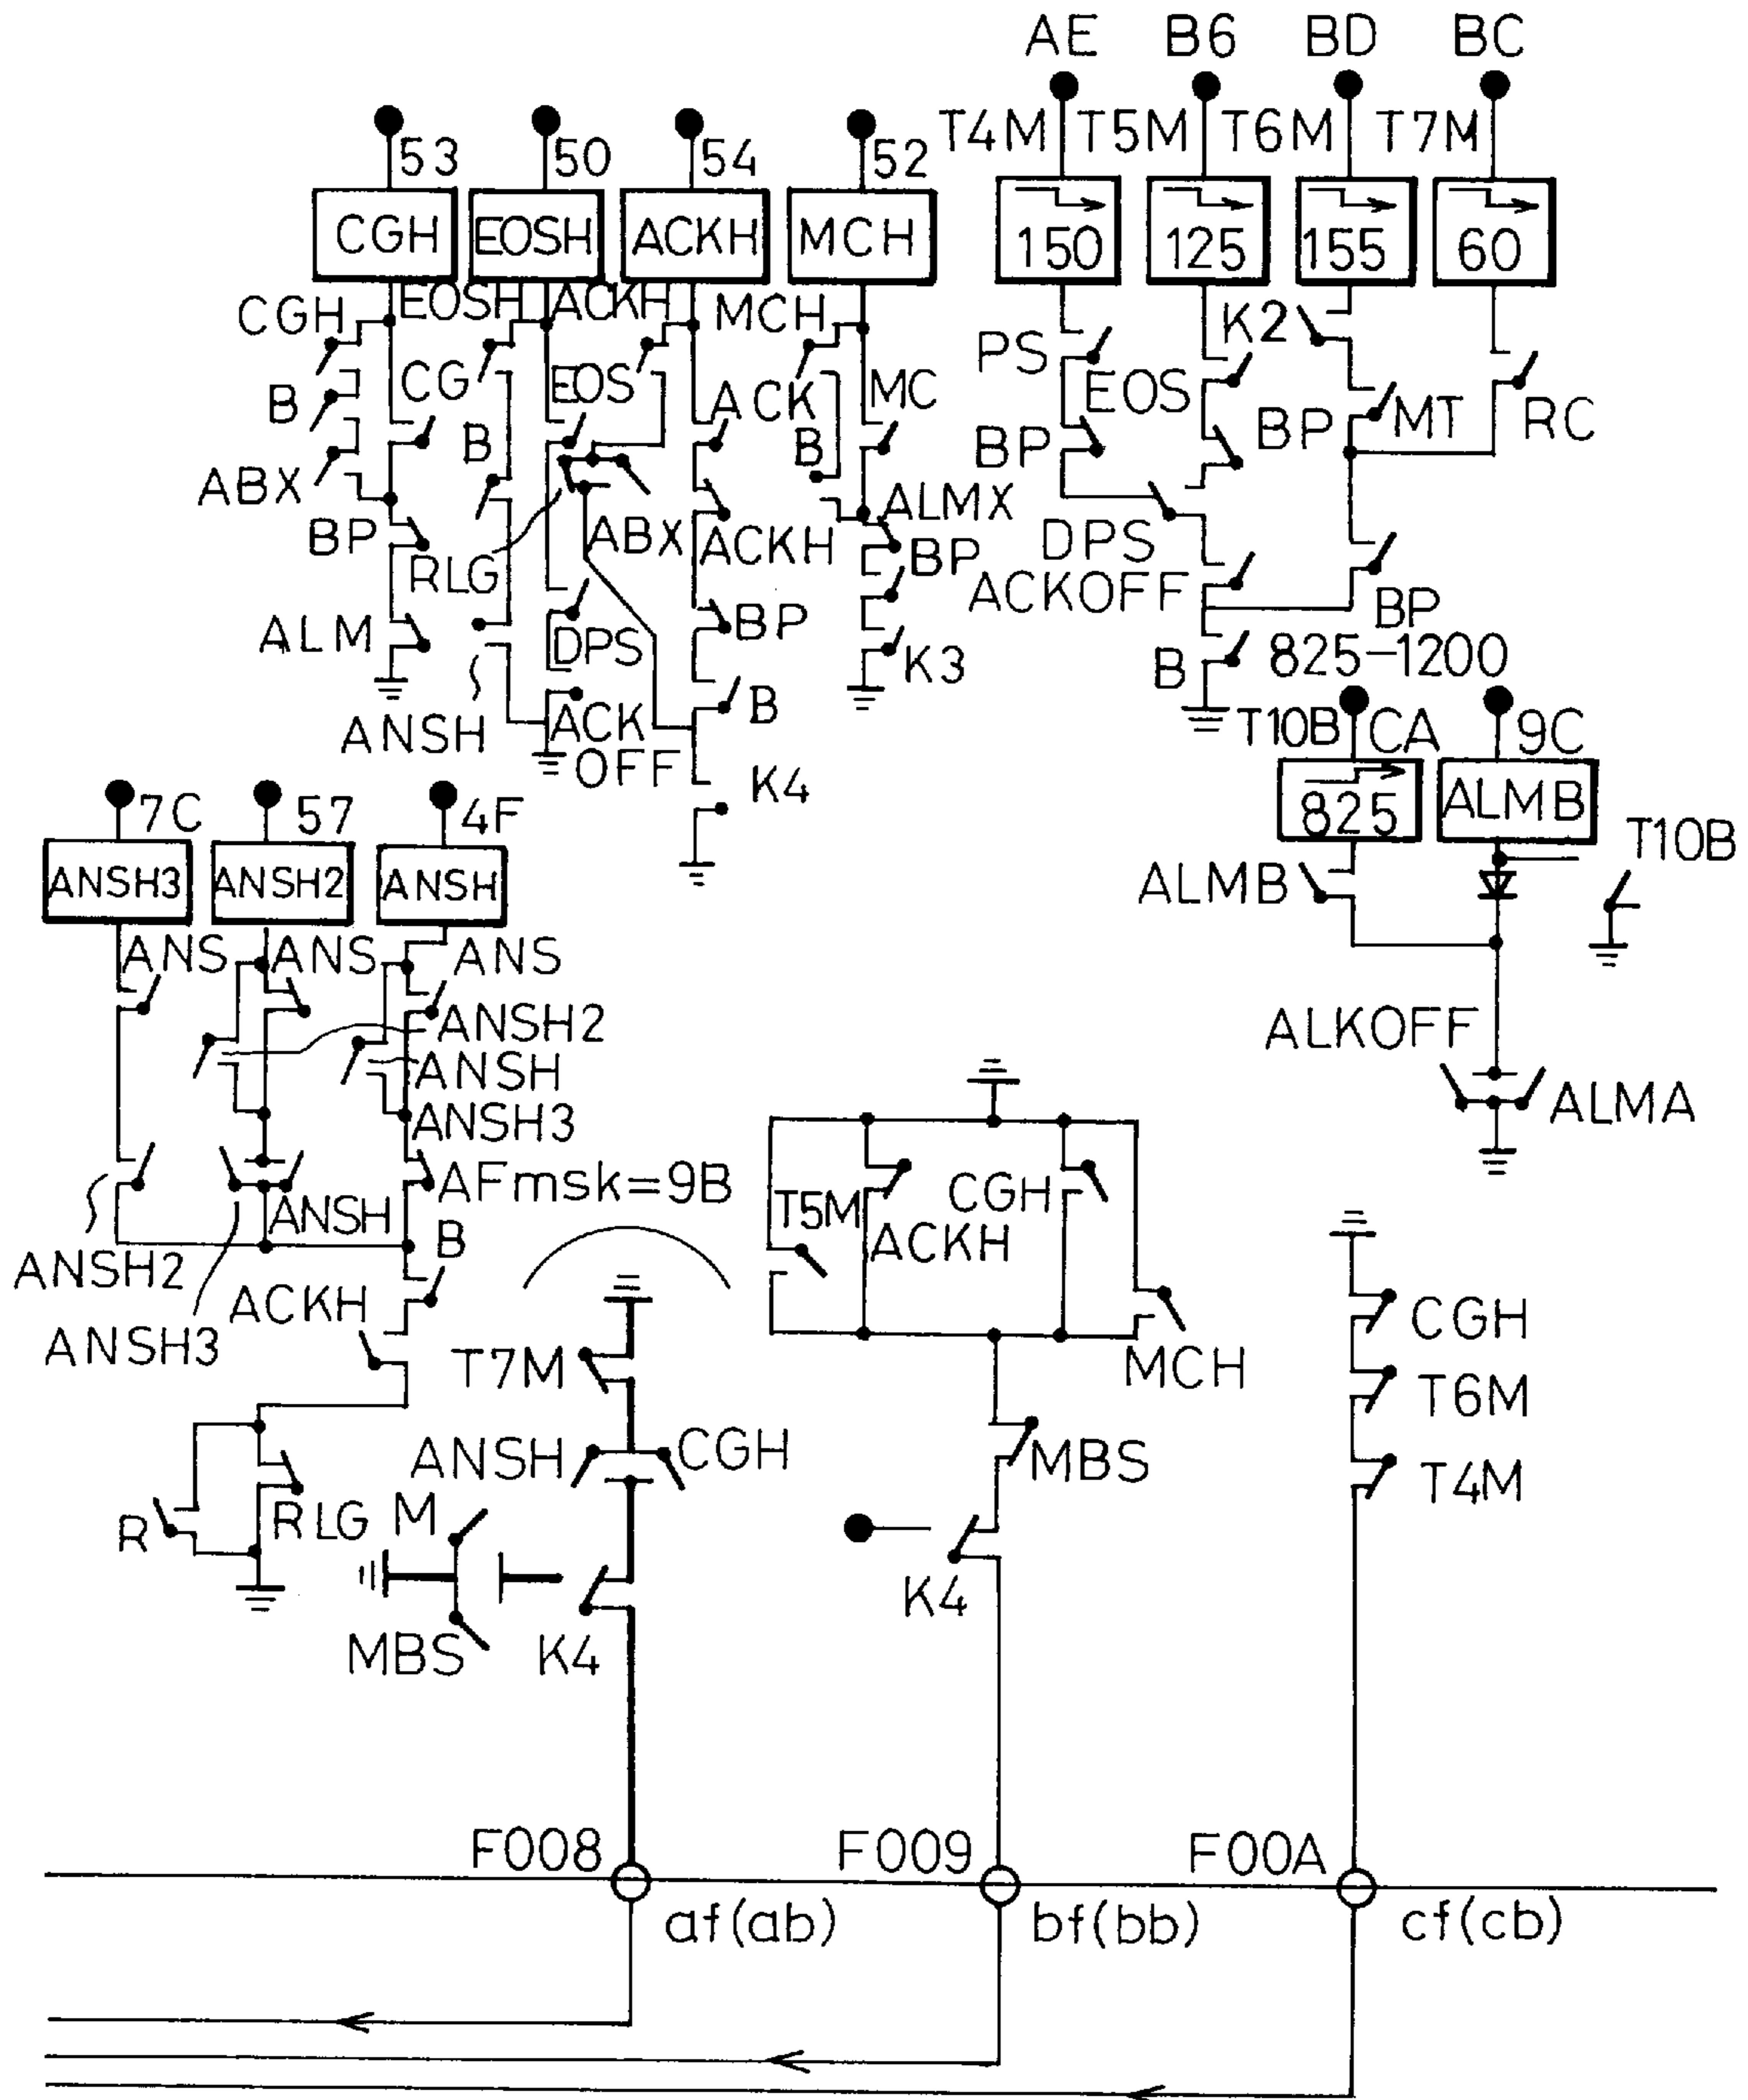 AE B6 BD BC
T4M T5M T6M T7M
53 50 54 52
CGH EOSH ACKH MCH
150 125 155 60
CGH EOSH ACKH MCH
K2
PS
CG EOS ACK MC
EOS
MT RC
B
B
B
BP
BP
ABX
ALMX
BP
RLG ABX ACKH BP
DPS
ACKOFF
BP
ALM
DPS
BP
K3
B
825-1200
ANSH
ACK
OFF
B
K4
T10B CA 9C
825 ALMB
T10B
ALMB
7C 57 4F
ANSH3 ANSH2 ANSH
ANS ANS ANS
ANSH2
ANSH
ANSH3
ALKOFF
ALMA
AFmsk=9B
ANSH
B
ANSH2
ACKH
ANSH3
T5M
ACKH
CGH
MCH
CGH
T6M
T4M
T7M
ANSH CGH
MBS
R RLG M
MBS K4
K4
F008 F009 F00A
af(ab) bf(bb) cf(cb)